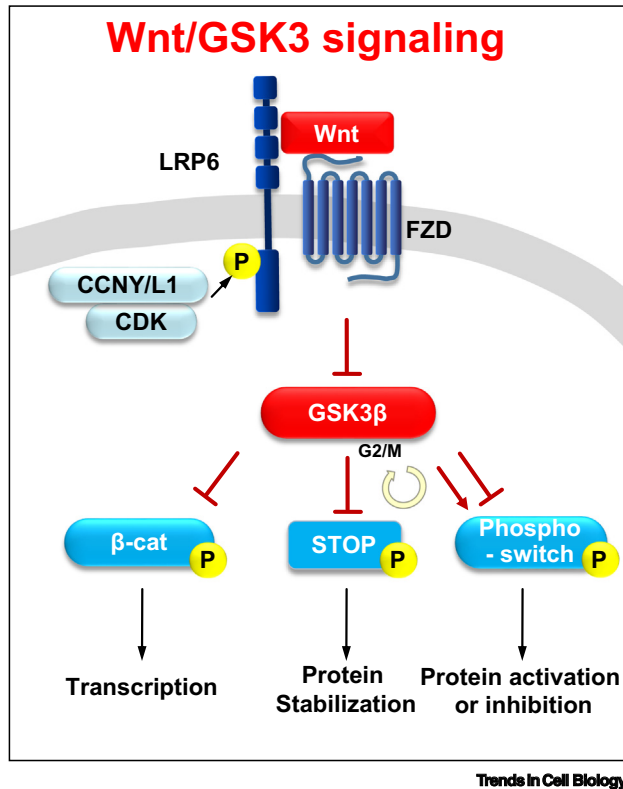 Wnt/GSK3 signaling
Wnt
LRP6
FZD
P
CCNY/L1
CDK
GSK3β
G2/M
β-cat
P
STOP
P
Phospho
- switch
P
Transcription
Protein
Stabilization
Protein activation
or inhibition
Trends in Cell Biology